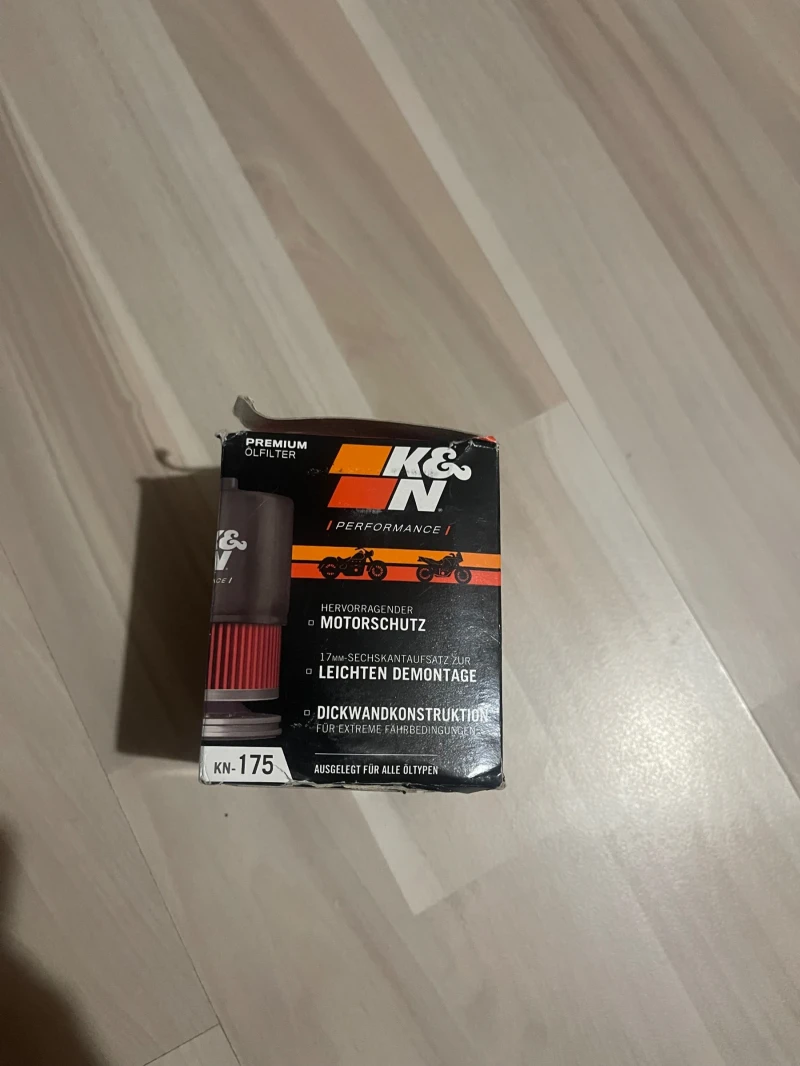 PREMIUM
ÖLFILTER
K&N
PERFORMANCE
HERVORRAGENDER
MOTORSCHUTZ
17MM-SECHSKANTAUFSATZ ZUR
LEICHTEN DEMONTAGE
DICKWANDKONSTRUKTION
FÜR EXTREME FAHRBEDINGUNGEN
KN-175
AUSGELEGT FÜR ALLE ÖLTYPEN